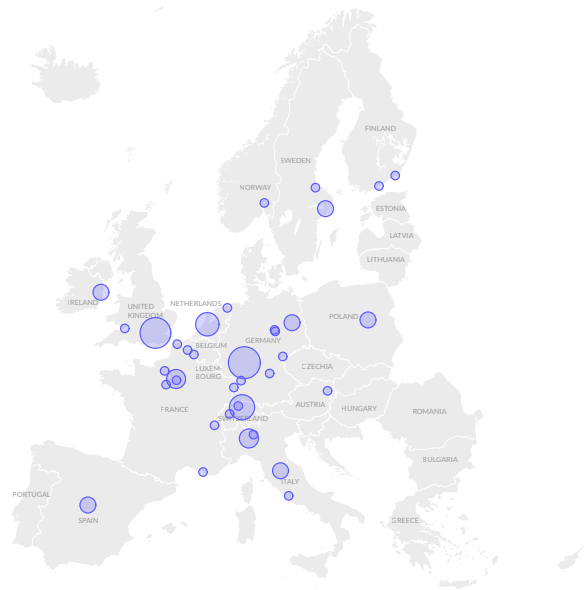 FINLAND
SWEDEN
NORWAY
ESTONIA
LATVIA
LITHUANIA
IRELAND
UNITED
KINGDOM
NETHERLANDS
POLAND
GERMANY
BELGIUM
LUXEM-
BOURG
CZECHIA
FRANCE
AUSTRIA
HUNGARY
SWITZERLAND
ROMANIA
BULGARIA
ITALY
PORTUGAL
SPAIN
GREECE